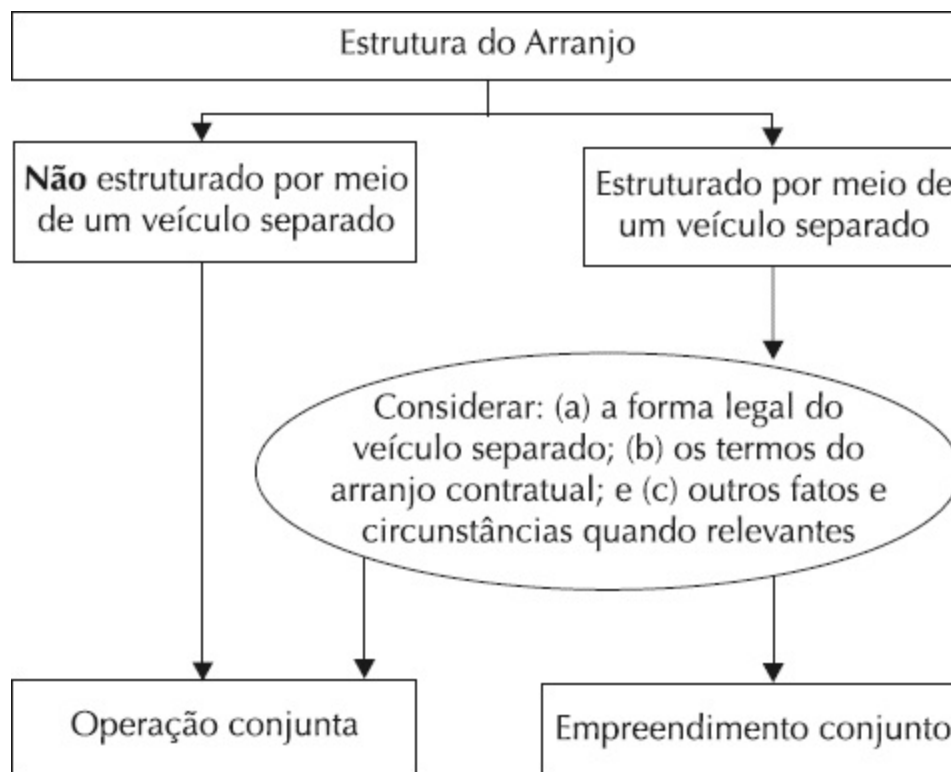 Estrutura do Arranjo
Não estruturado por meio
de um veículo separado
Estruturado por meio de
um veículo separado
Considerar: (a) a forma legal do
veículo separado; (b) os termos do
arranjo contratual; e (c) outros fatos e
circunstâncias quando relevantes
Operação conjunta
Empreendimento conjunto